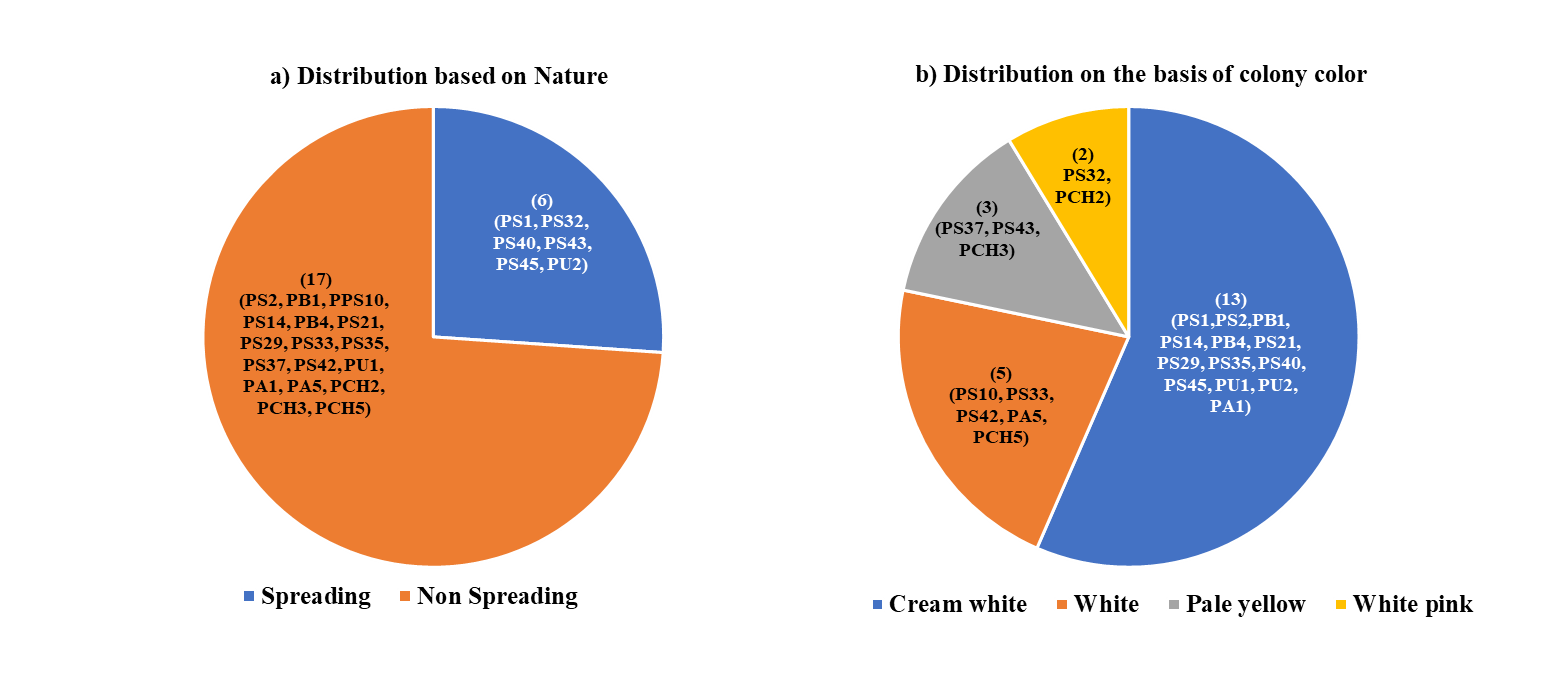 a) Distribution based on Nature
(6)
(PS1, PS32,
PS40, PS43,
PS45, PU2)
(17)
(PS2, PB1, PPS10,
PS14, PB4, PS21,
PS29, PS33, PS35,
PS37, PS42, PU1,
PA1, PA5, PCH2,
PCH3, PCH5)
Spreading
Non Spreading
b) Distribution on the basis of colony color
(2)
PS32,
PCH2)
(3)
(PS37, PS43,
PCH3)
(13)
(PS1,PS2,PB1,
PS14, PB4, PS21,
PS29, PS35, PS40,
PS45, PU1, PU2,
PA1)
(5)
(PS10, PS33,
PS42, PA5,
PCH5)
Cream white
White
Pale yellow
White pink